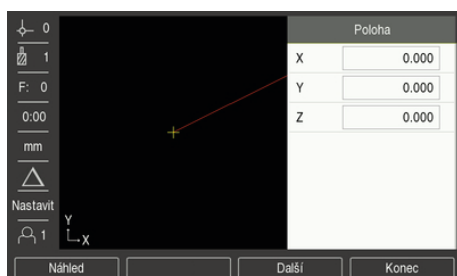 0
1
F: 0
0:00
mm
Nastavit
1
Y
X
Poloha
X 0.000
Y 0.000
Z 0.000
Náhled Další Konec